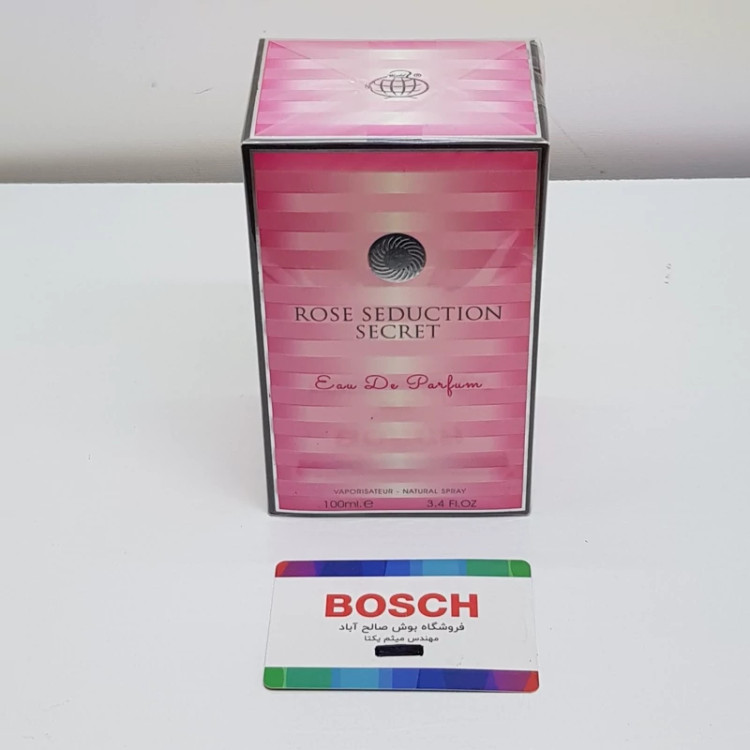 ROSE SEDUCTION
SECRET
Eau De Parfum
VAPORISATEUR - NATURAL SPRAY
100ml.e 3.4 FL.OZ
BOSCH
فروشگاه بوش صالح آباد
مهندس میثم یکتا